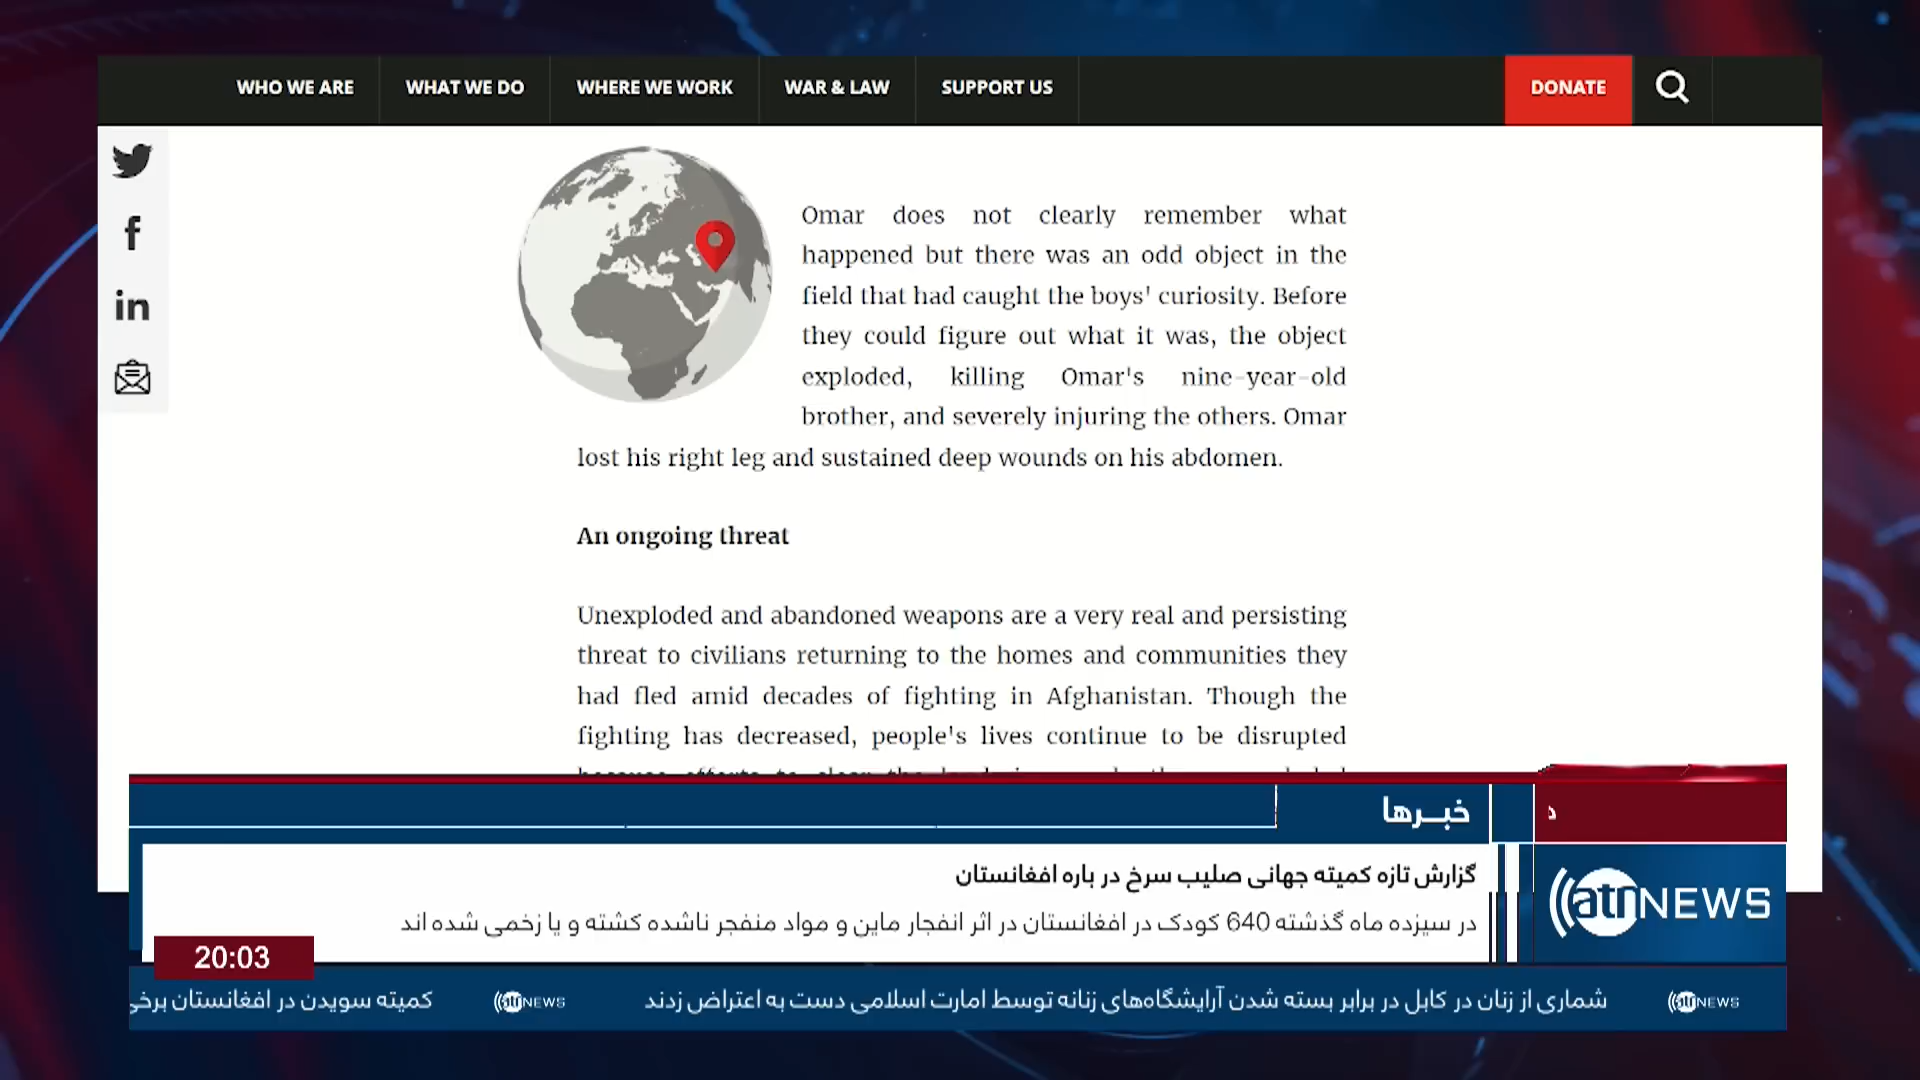 WHO WE ARE
WHAT WE DO
WHERE WE WORK
WAR & LAW
SUPPORT US
DONATE
Omar does not clearly remember what
happened but there was an odd object in the
field that had caught the boys' curiosity. Before
they could figure out what it was, the object
exploded, killing Omar's nine-year-old
brother, and severely injuring the others. Omar
lost his right leg and sustained deep wounds on his abdomen.
An ongoing threat
Unexploded and abandoned weapons are a very real and persisting
threat to civilians returning to the homes and communities they
had fled amid decades of fighting in Afghanistan. Though the
fighting has decreased, people's lives continue to be disrupted
خبرها
گزارش تازه کمیته جهانی صلیب سرخ در باره افغانستان
در سیزده ماه گذشته 640 کودک در افغانستان در اثر انفجار ماین و مواد منفجر ناشده کشته و یا زخمی شده اند
atn NEWS
20:03
atn NEWS
شماری از زنان در کابل در برابر بسته شدن آرایشگاه‌های زنانه توسط امارت اسلامی دست به اعتراض زدند
atn NEWS
کمیته سویدن در افغانستان برخی